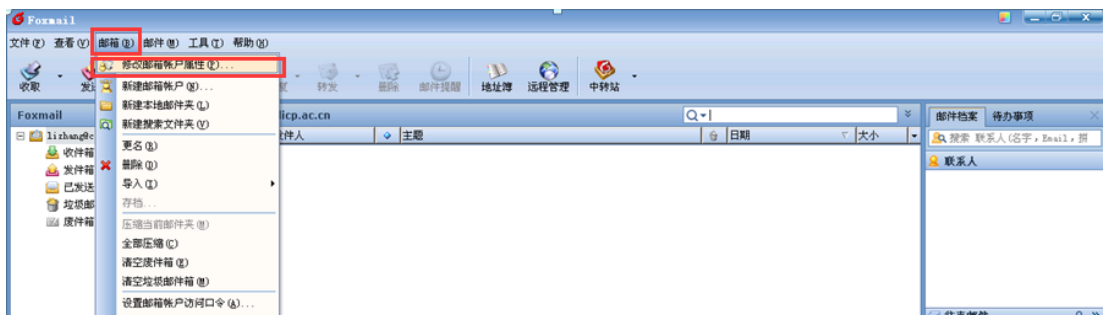 Foxmail
文件(F) 查看(V) 邮箱(B) 邮件(M) 工具(T) 帮助(H)
收取 转发 删除 邮件提醒 地址簿 远程管理 中转站
修改邮箱帐户属性(P)...
新建邮箱帐户(N)...
新建本地邮件夹(L)
新建搜索文件夹(V)
更名(R)
删除(D)
导入(I)
存档...
压缩当前邮件夹(M)
全部压缩(C)
清空废件箱(E)
清空垃圾邮件箱(W)
设置邮箱帐户访问口令(A)...
Foxmail
licp.ac.cn
件人 主题 日期 大小
lizhang@c
收件箱
发件箱
已发送
垃圾邮
废件箱
邮件档案 待办事项
搜索 联系人(名字，Email，拼
联系人